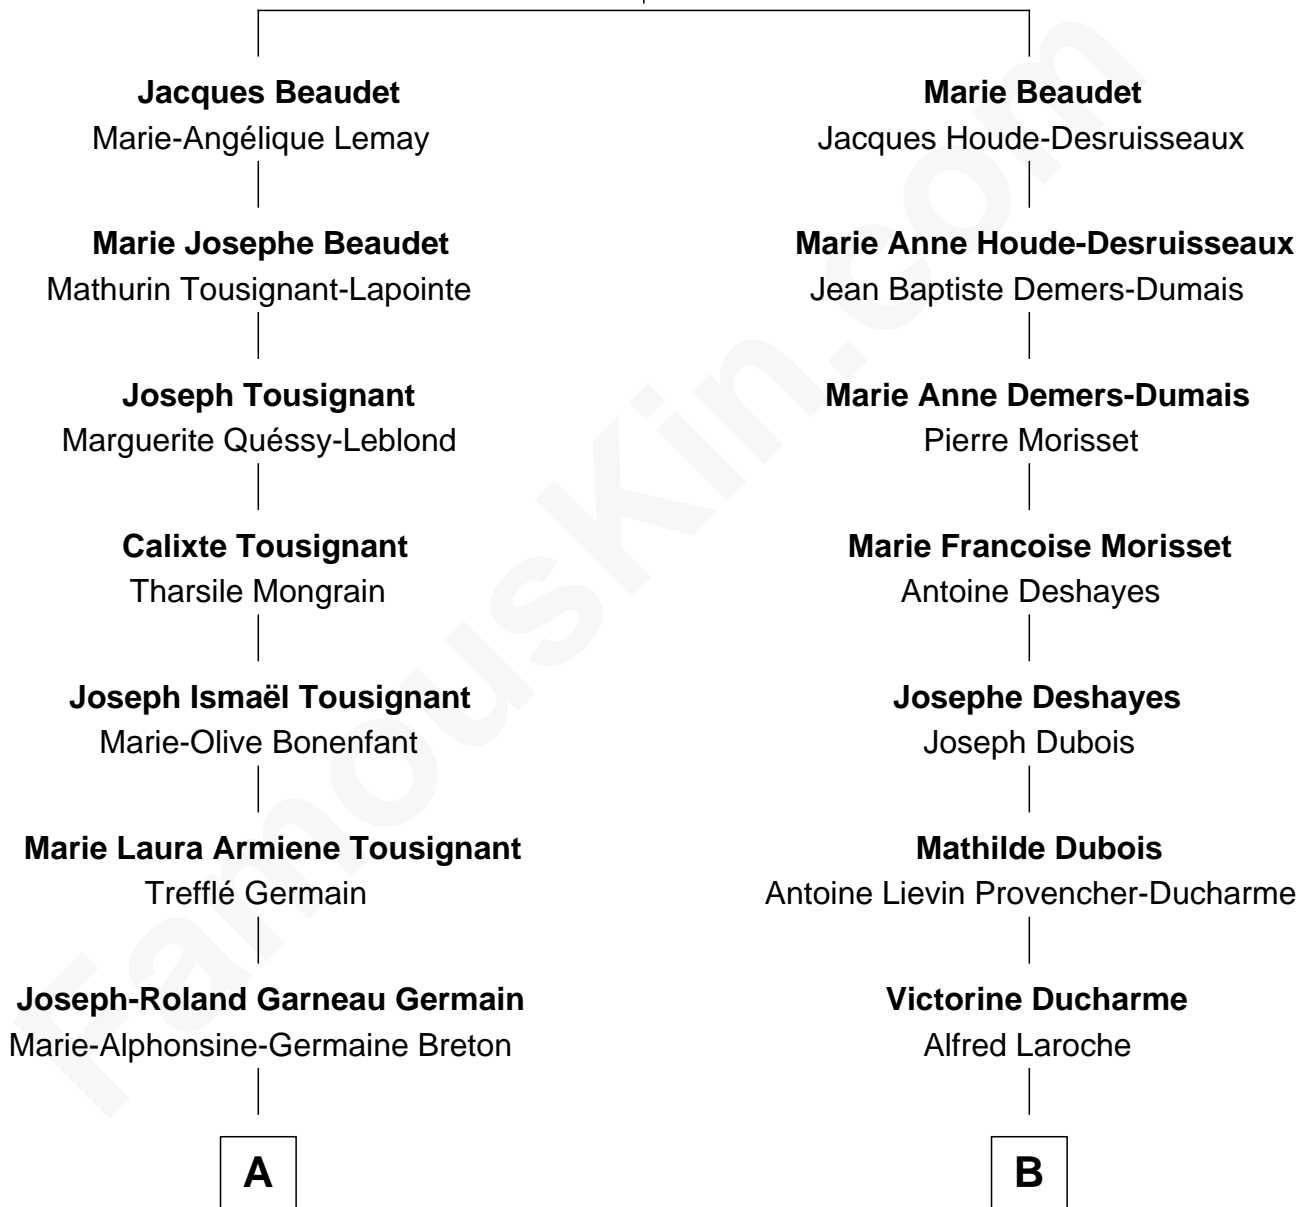 Jacques Beaudet
Marie-Angélique Lemay
Marie Josephe Beaudet
Mathurin Tousignant-Lapointe
Joseph Tousignant
Marguerite Quéssy-Leblond
Calixte Tousignant
Tharsile Mongrain
Joseph Ismaël Tousignant
Marie-Olive Bonenfant
Marie Laura Armiene Tousignant
Trefflé Germain
Joseph-Roland Garneau Germain
Marie-Alphonsine-Germaine Breton
A
Marie Beaudet
Jacques Houde-Desruisseaux
Marie Anne Houde-Desruisseaux
Jean Baptiste Demers-Dumais
Marie Anne Demers-Dumais
Pierre Morisset
Marie Francoise Morisset
Antoine Deshayes
Josephe Deshayes
Joseph Dubois
Mathilde Dubois
Antoine Lievin Provencher-Ducharme
Victorine Ducharme
Alfred Laroche
B
FamousKin.com